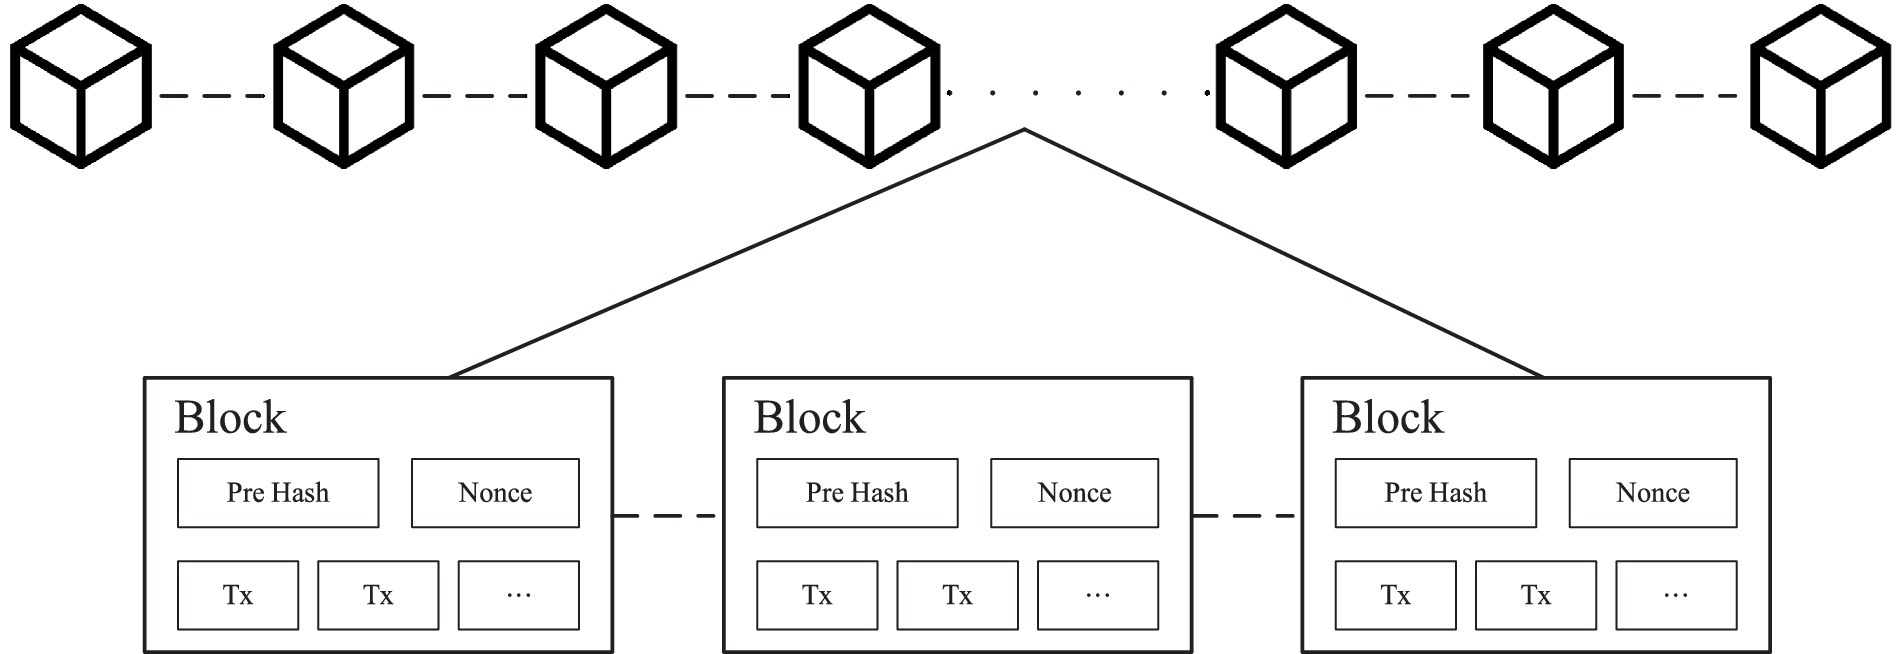 Block Block Block
Pre Hash Nonce Pre Hash Nonce Pre Hash Nonce
Tx Tx ... Tx Tx ... Tx Tx ...